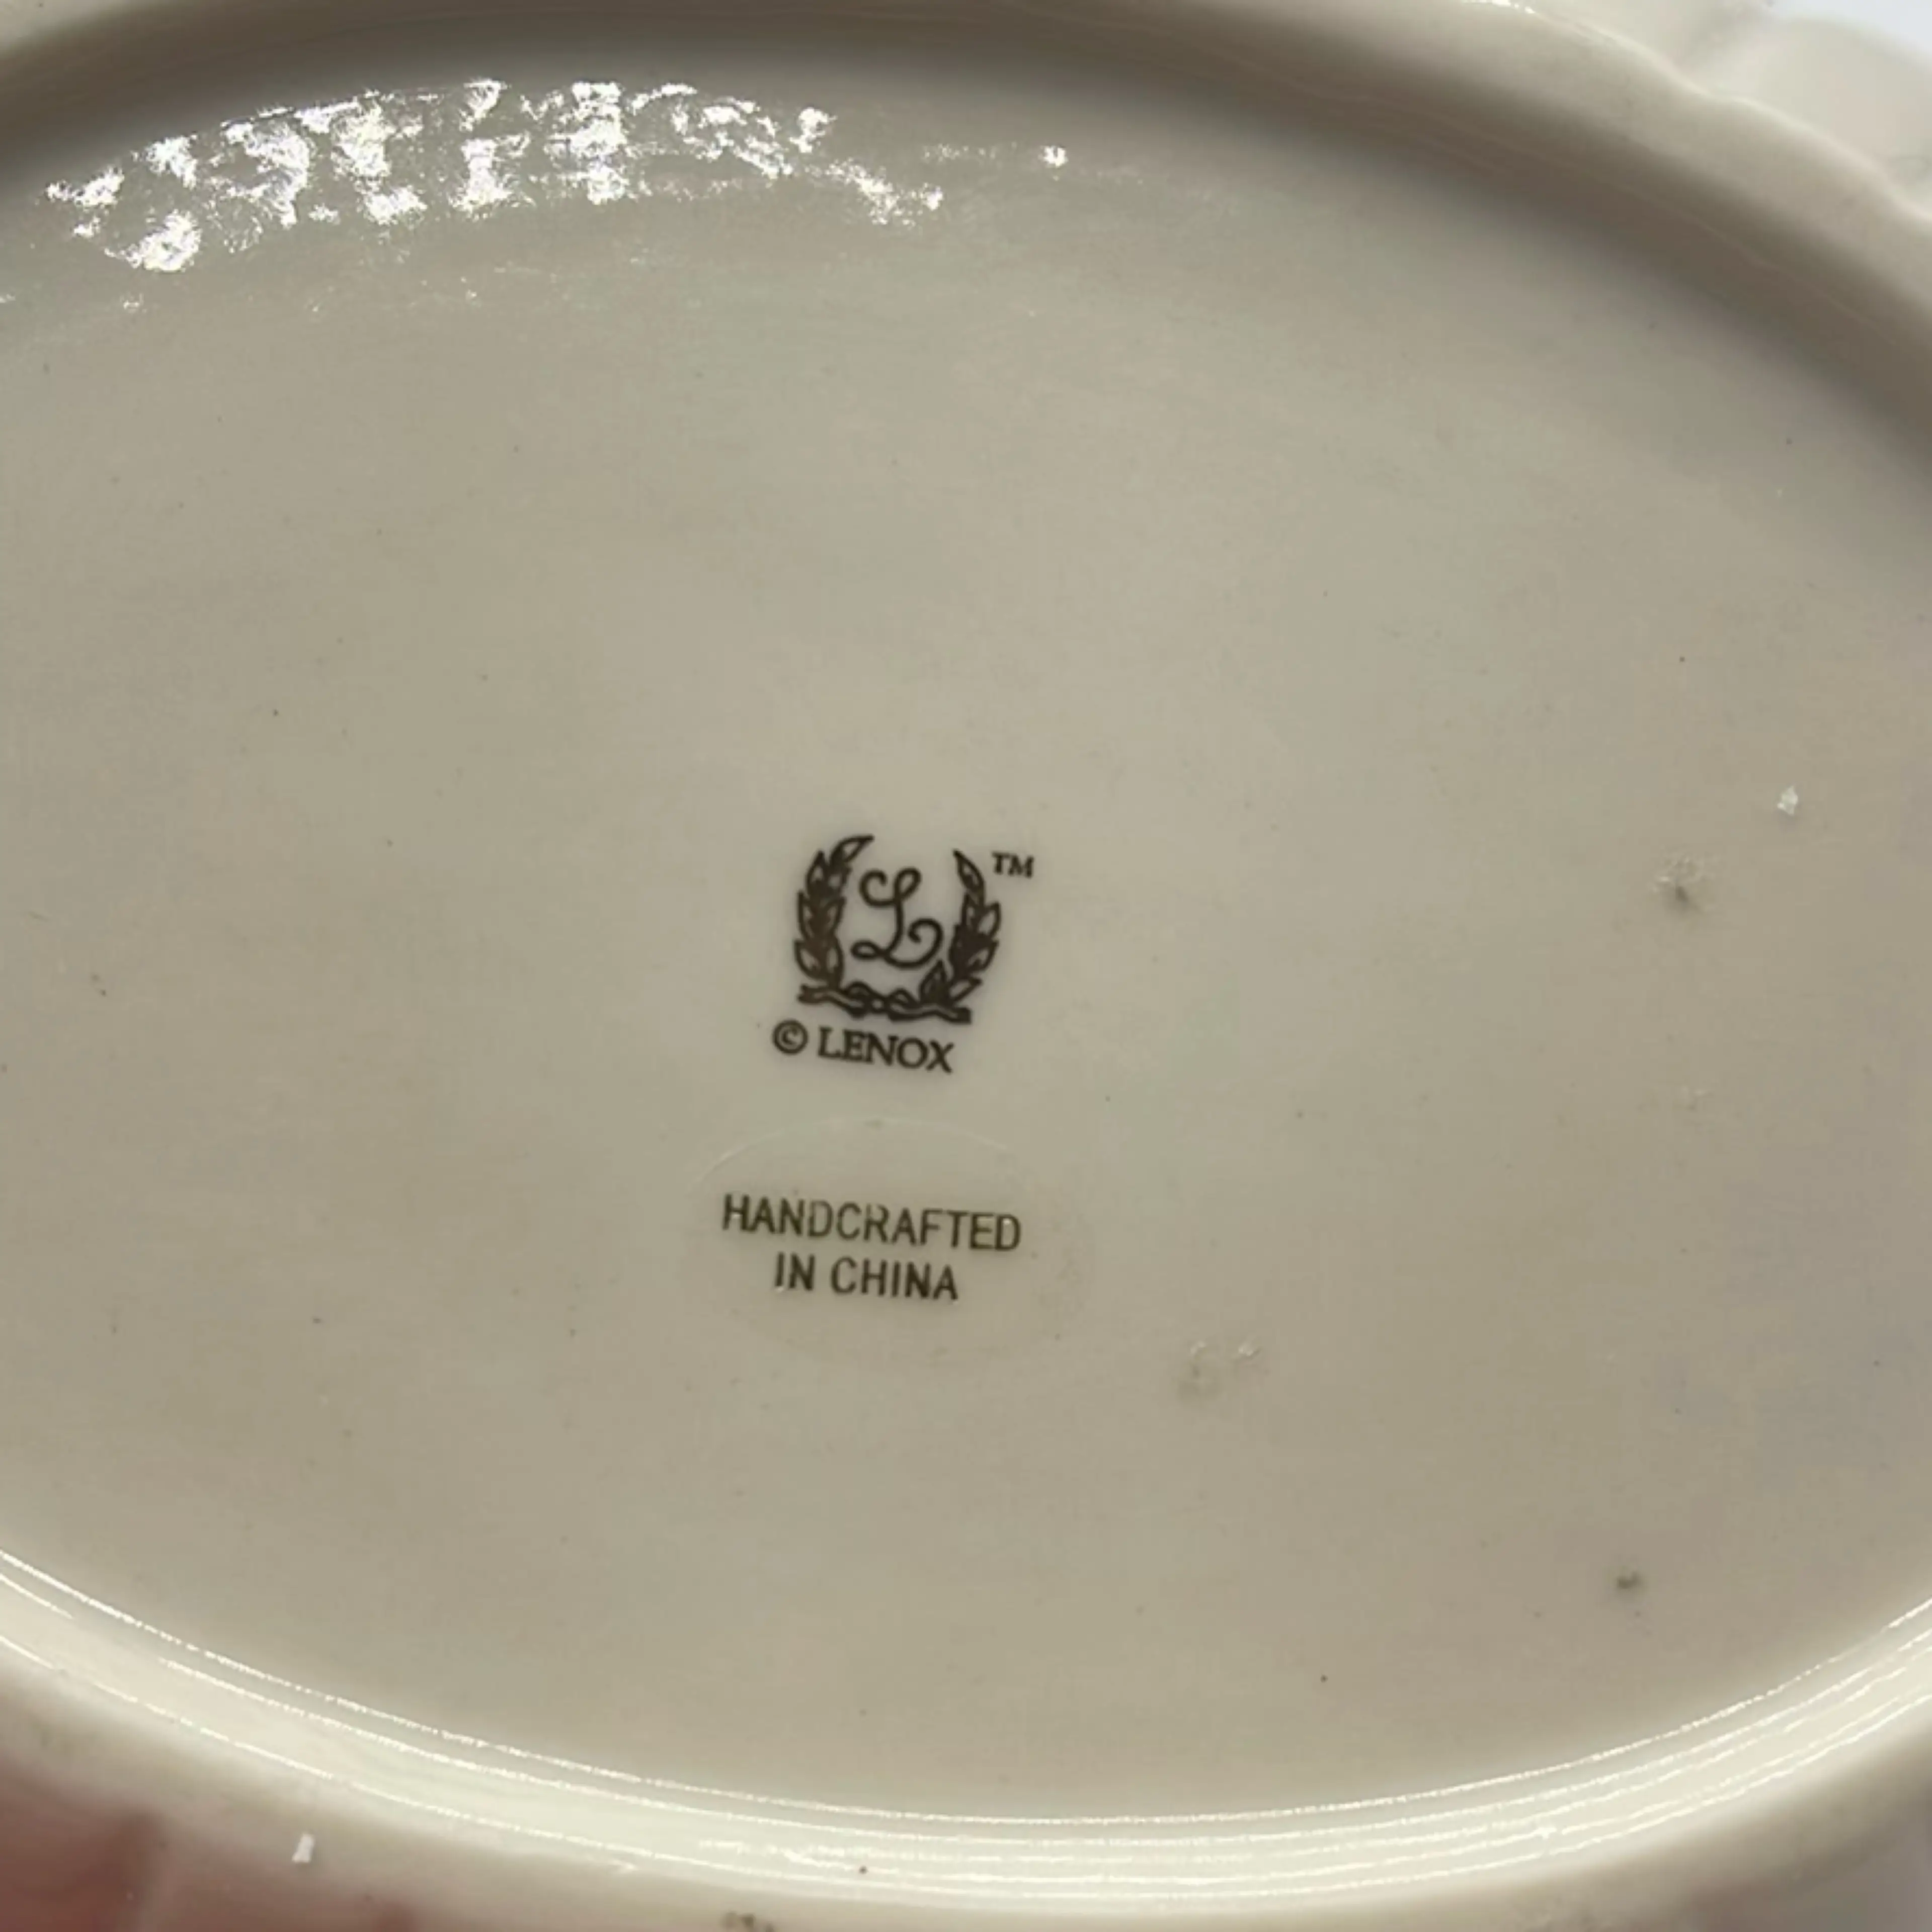 L ™
© LENOX
HANDCRAFTED
IN CHINA